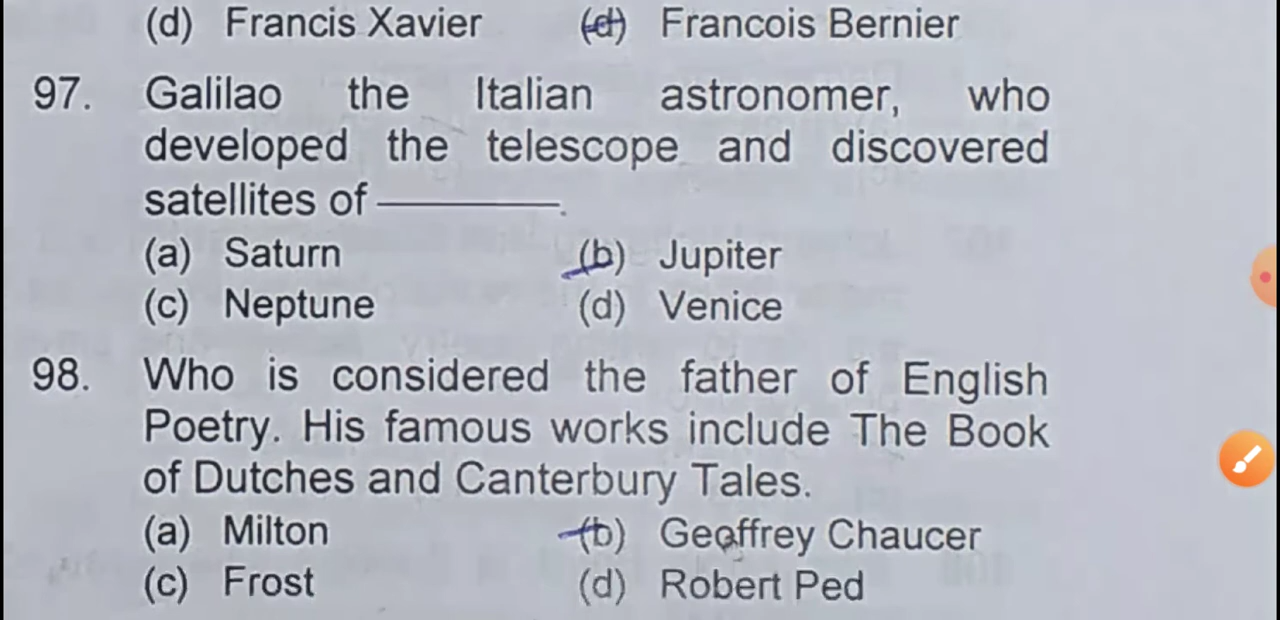 (d) Francis Xavier (d) Francois Bernier
97. Galilao the Italian astronomer, who
developed the telescope and discovered
satellites of ————.
(a) Saturn (b) Jupiter
(c) Neptune (d) Venice
98. Who is considered the father of English
Poetry. His famous works include The Book
of Dutches and Canterbury Tales.
(a) Milton (b) Geoffrey Chaucer
(c) Frost (d) Robert Ped